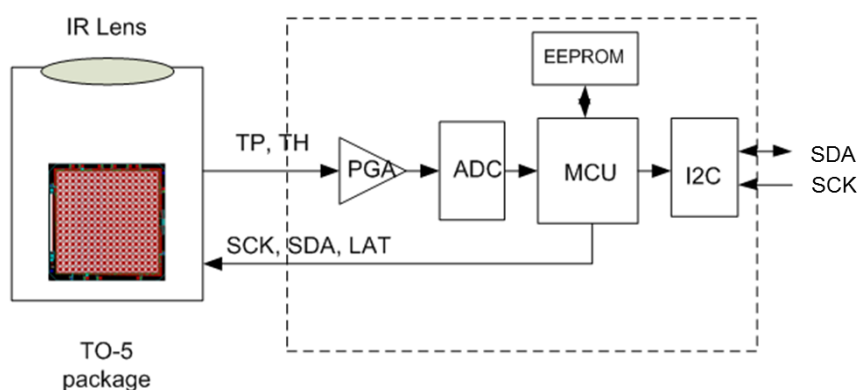 IR Lens
EEPROM
TP, TH
PGA
ADC
MCU
I2C
SDA
SCK
SCK, SDA, LAT
TO-5
package